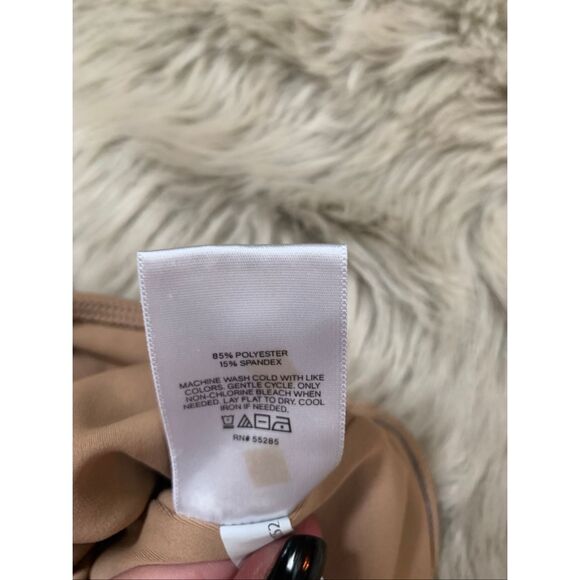 85% POLYESTER
15% SPANDEX
MACHINE WASH COLD WITH LIKE
COLORS. GENTLE CYCLE. ONLY
NON-CHLORINE BLEACH WHEN
NEEDED. LAY FLAT TO DRY. COOL
IRON IF NEEDED.
RN# 55285